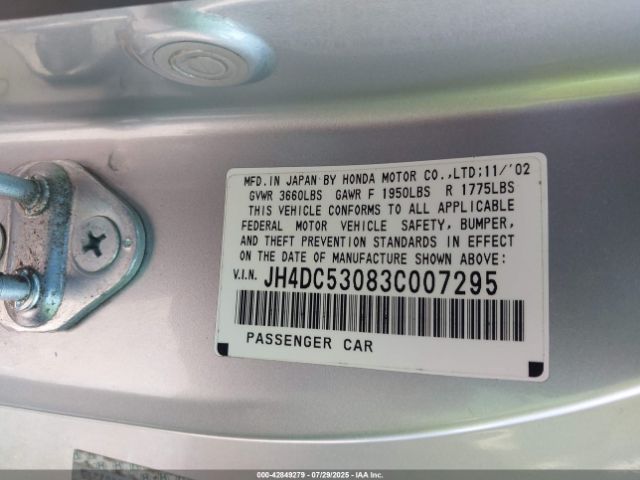 MFD.IN JAPAN BY HONDA MOTOR CO.,LTD;11/'02
GVWR 3660LBS GAWR F 1950LBS R 1775LBS
THIS VEHICLE CONFORMS TO ALL APPLICABLE
FEDERAL MOTOR VEHICLE SAFETY, BUMPER,
AND THEFT PREVENTION STANDARDS IN EFFECT
ON THE DATE OF MANUFACTURE SHOWN ABOVE:
V.I.N. JH4DC53083C007295
PASSENGER CAR
000-42849279 07/29/2025 COPYRIGHT IAA, LLC.